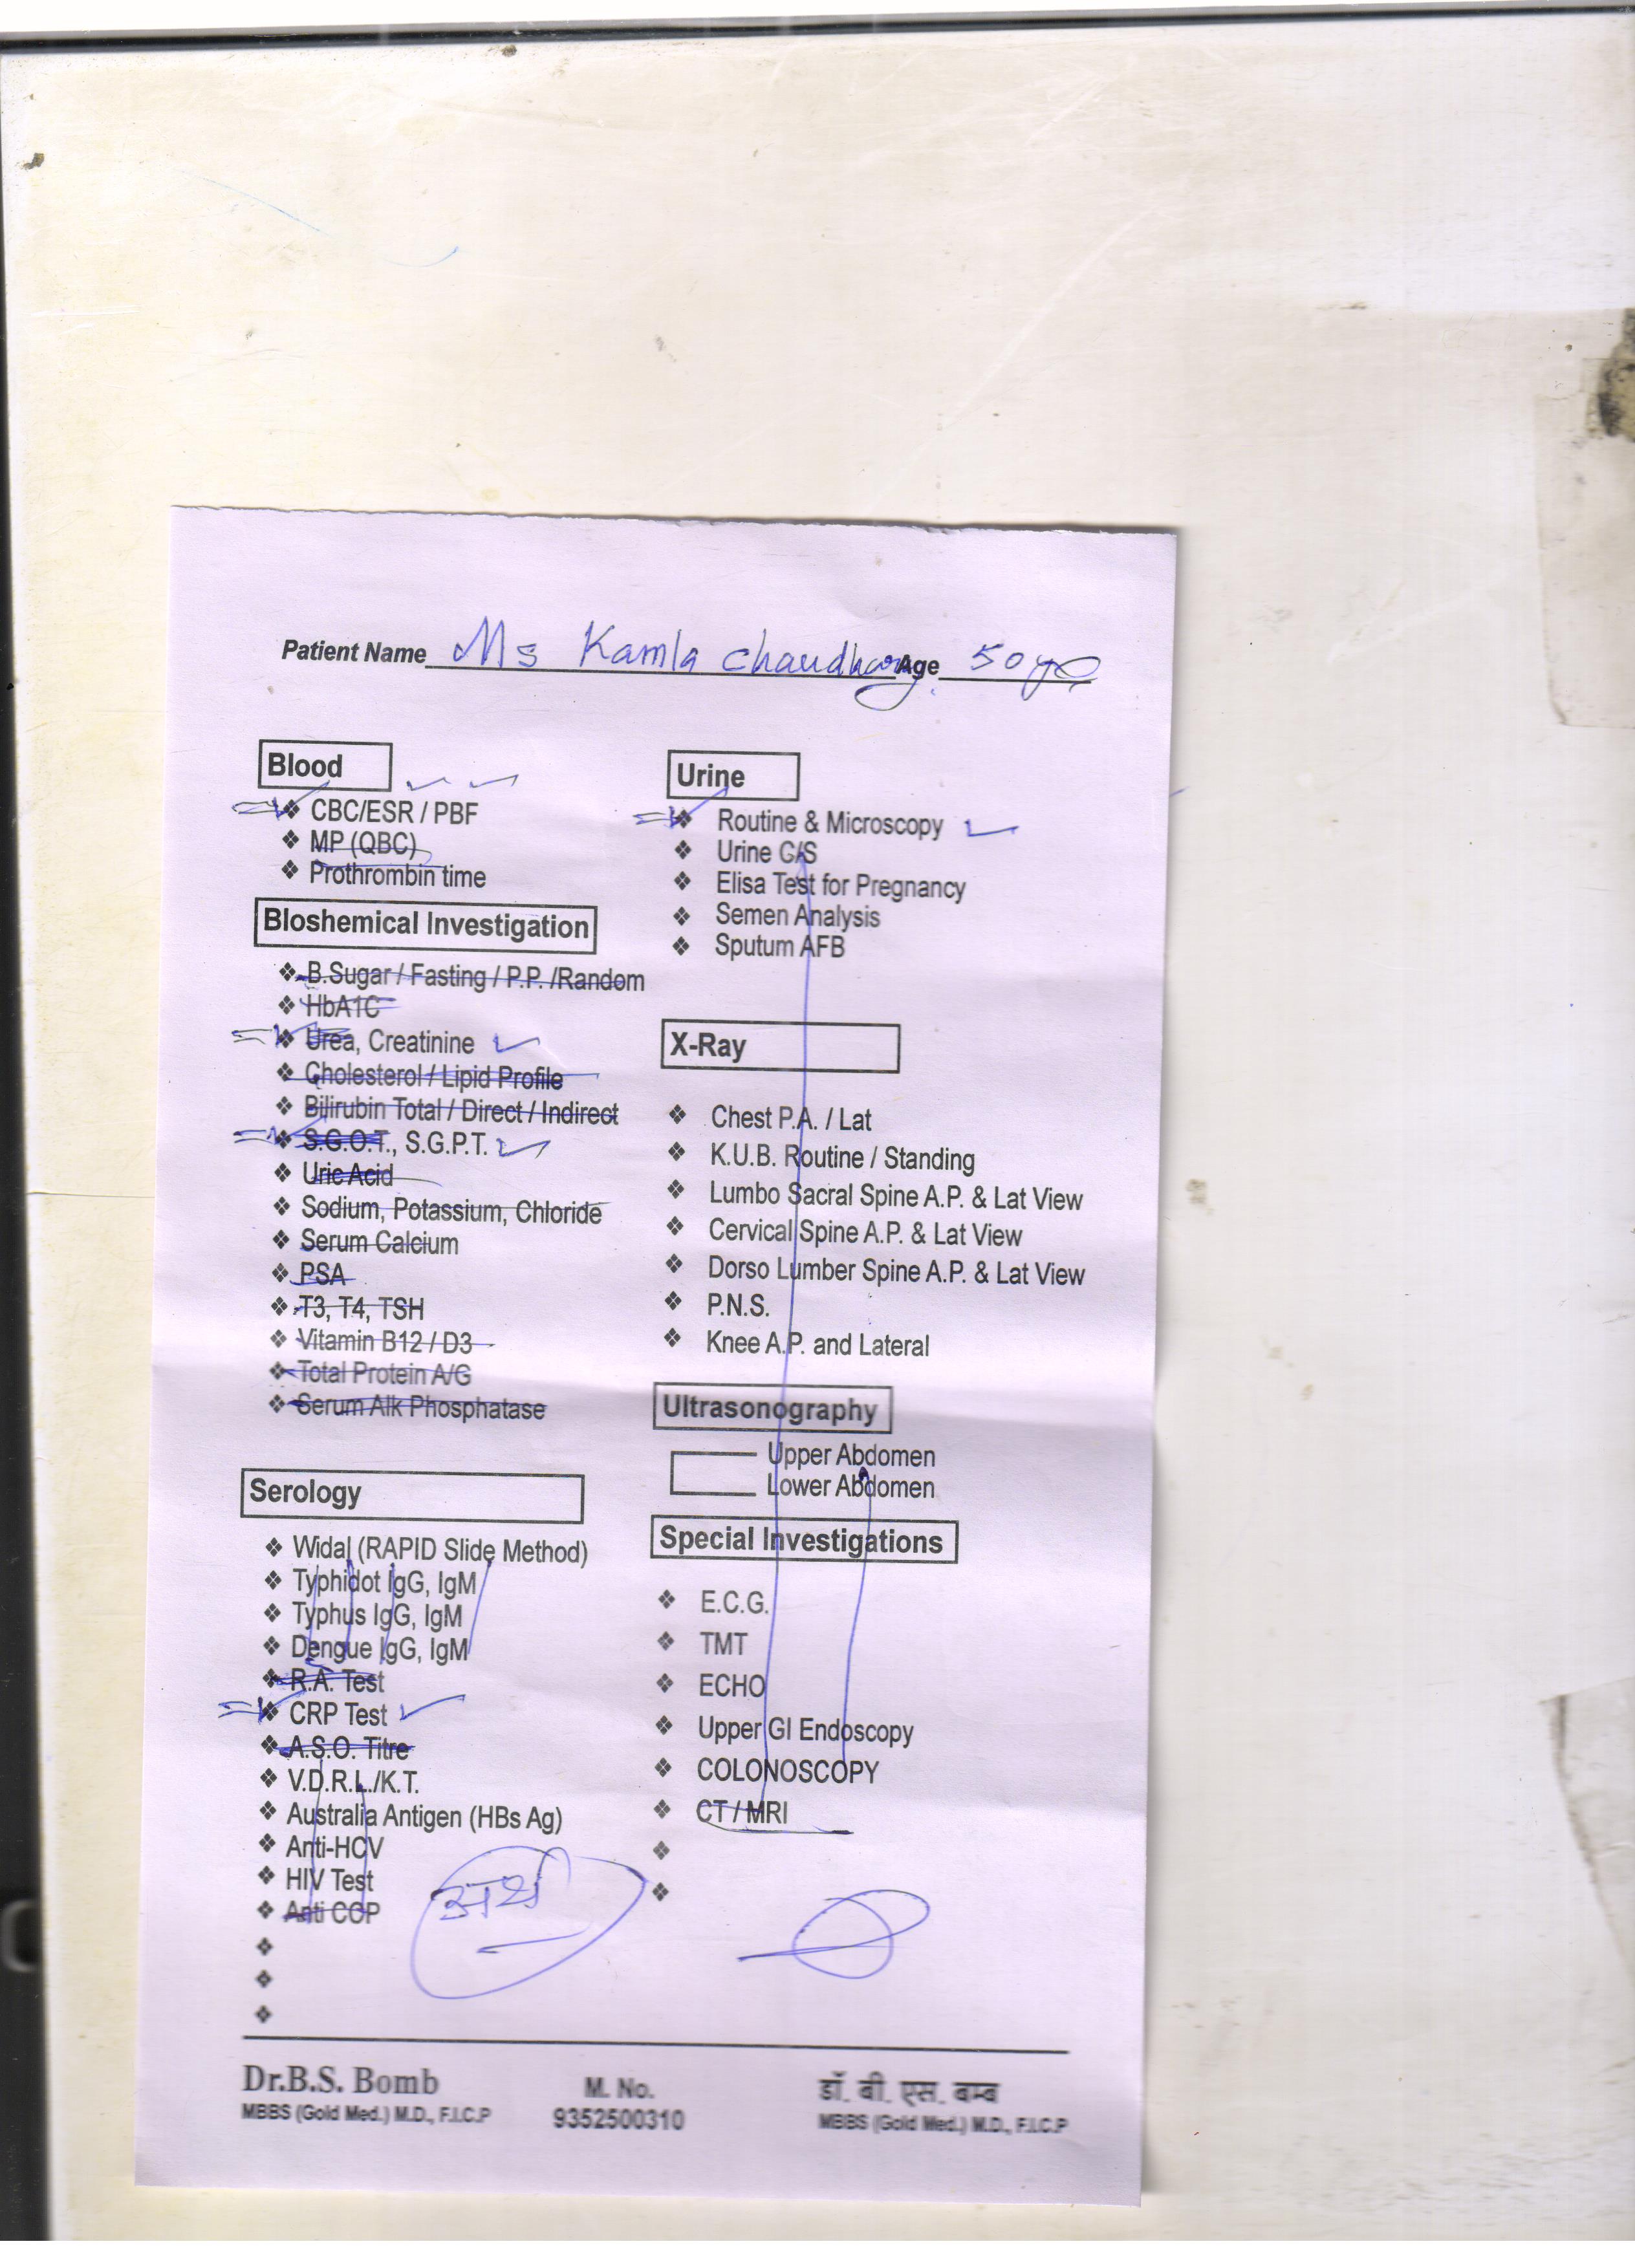 Patient Name Ms Kamla Chaudhary Age 50
Blood
CBC/ESR / PBF
MP (QBC)
Prothrombin time
Bloshemical Investigation
B.Sugar / Fasting / P.P. /Random
HbA1C
Urea, Creatinine
Cholesterol / Lipid Profile
Bilirubin Total / Direct / Indirect
S.G.O.T., S.G.P.T.
Uric Acid
Sodium, Potassium, Chloride
Serum Calcium
PSA
T3, T4, TSH
Vitamin B12 / D3
Total Protein A/G
Serum Alk Phosphatase
Serology
Widal (RAPID Slide Method)
Typhidot IgG, IgM
Typhus IgG, IgM
Dengue IgG, IgM
R.A. Test
CRP Test
A.S.O. Titre
V.D.R.L./K.T.
Australia Antigen (HBs Ag)
Anti-HCV
HIV Test
Anti CCP
Urine
Routine & Microscopy
Urine C/S
Elisa Test for Pregnancy
Semen Analysis
Sputum AFB
X-Ray
Chest P.A. / Lat
K.U.B. Routine / Standing
Lumbo Sacral Spine A.P. & Lat View
Cervical Spine A.P. & Lat View
Dorso Lumber Spine A.P. & Lat View
P.N.S.
Knee A.P. and Lateral
Ultrasonography
Upper Abdomen
Lower Abdomen
Special Investigations
E.C.G.
TMT
ECHO
Upper GI Endoscopy
COLONOSCOPY
CT / MRI
Dr.B.S. Bomb
MBBS (Gold Med.) M.D., F.I.C.P
M. No.
9352500310
डॉ. बी. एस. बम्ब
MBBS (Gold Med.) M.D., F.I.C.P